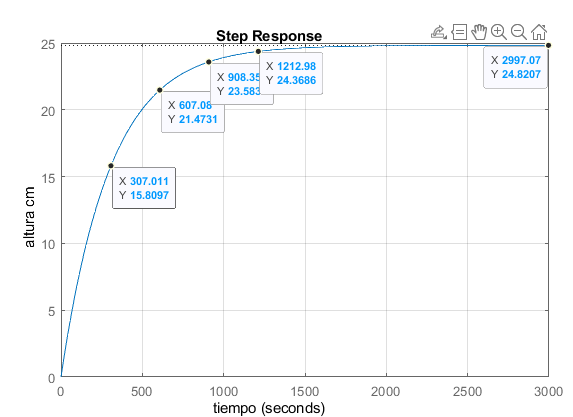 Step Response
25
20
15
10
5
0
altura cm
X 307.011
Y 15.8097
X 607.08
Y 21.4731
X 908.35
Y 23.583
X 1212.98
Y 24.3686
X 2997.07
Y 24.8207
0
500
1000
1500
2000
2500
3000
tiempo (seconds)